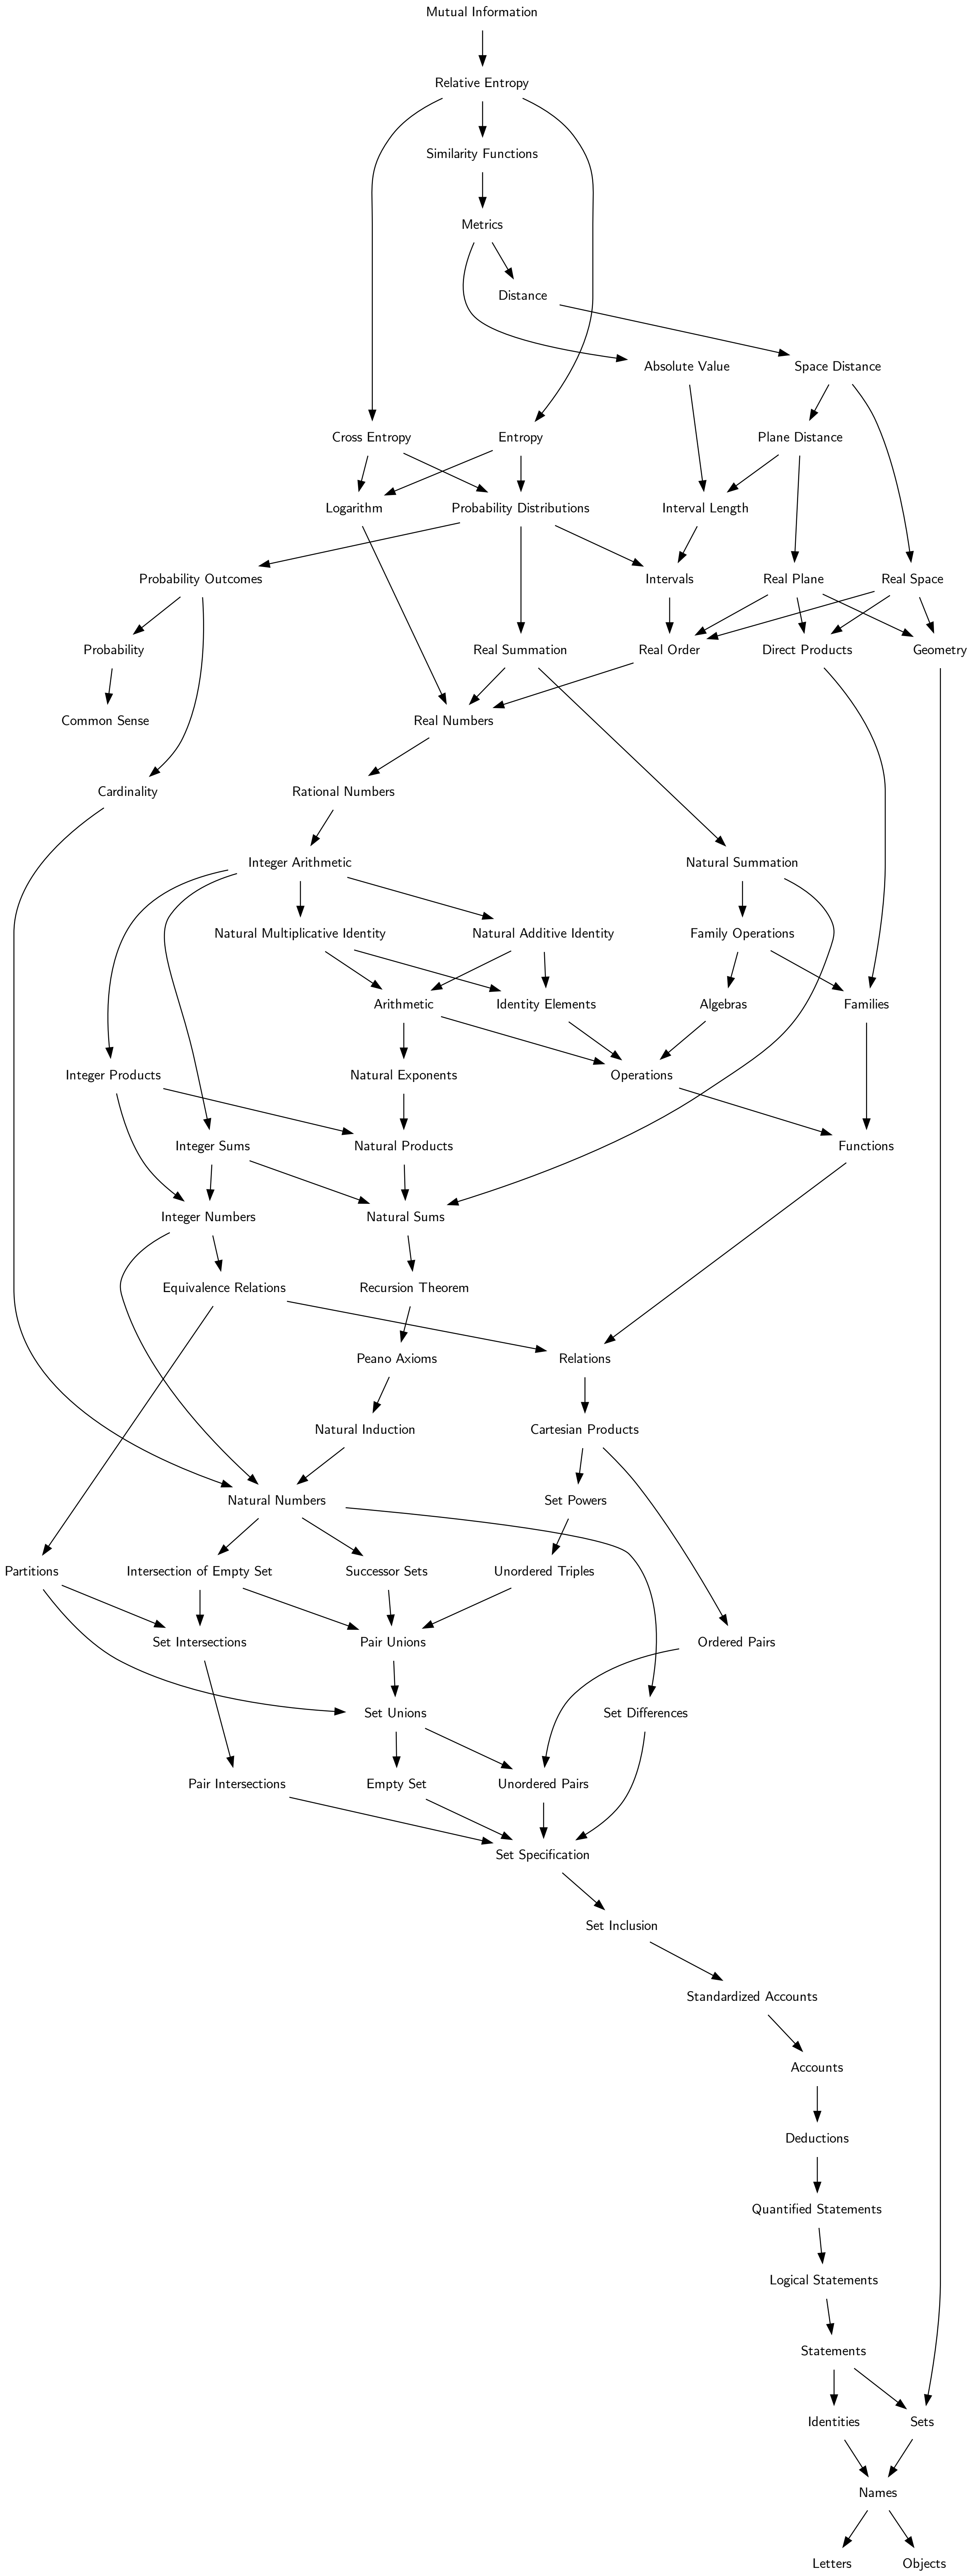 Mutual Information
Relative Entropy
Similarity Functions
Metrics
Distance
Absolute Value
Space Distance
Cross Entropy
Entropy
Plane Distance
Logarithm
Probability Distributions
Interval Length
Probability Outcomes
Intervals
Real Plane
Real Space
Probability
Real Summation
Real Order
Direct Products
Geometry
Common Sense
Real Numbers
Cardinality
Rational Numbers
Integer Arithmetic
Natural Summation
Natural Multiplicative Identity
Natural Additive Identity
Family Operations
Arithmetic
Identity Elements
Algebras
Families
Integer Products
Natural Exponents
Operations
Integer Sums
Natural Products
Functions
Integer Numbers
Natural Sums
Equivalence Relations
Recursion Theorem
Peano Axioms
Relations
Natural Induction
Cartesian Products
Natural Numbers
Set Powers
Partitions
Intersection of Empty Set
Successor Sets
Unordered Triples
Set Intersections
Pair Unions
Ordered Pairs
Set Unions
Set Differences
Pair Intersections
Empty Set
Unordered Pairs
Set Specification
Set Inclusion
Standardized Accounts
Accounts
Deductions
Quantified Statements
Logical Statements
Statements
Identities
Sets
Names
Letters
Objects